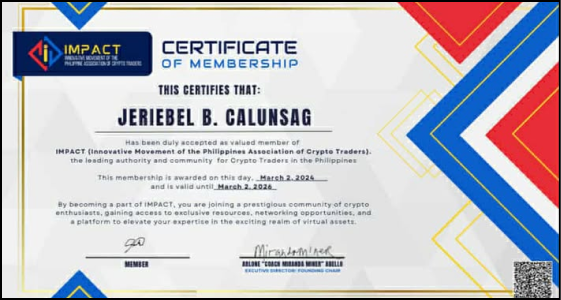 IMPACT
INNOVATIVE MOVEMENT OF THE
PHILIPPINE ASSOCIATION OF CRYPTO TRADERS
CERTIFICATE
OF MEMBERSHIP
THIS CERTIFIES THAT:
JERIEBEL B. CALUNSAG
Has been duly accepted as valued member of
IMPACT (Innovative Movement of the Philippines Association of Crypto Traders).
the leading authority and community for Crypto Traders in the Philippines
This membership is awarded on this day, March 2, 2024
and is valid until March 2, 2026
By becoming a part of IMPACT, you are joining a prestigious community of crypto
enthusiasts, gaining access to exclusive resources, networking opportunities, and
a platform to elevate your expertise in the exciting realm of virtual assets.
Miranda Miner
MEMBER
ARLONE "COACH MIRANDA MINER" ABELLO
EXCUTIVE DIRECTOR/ FOUNDING CHAIR